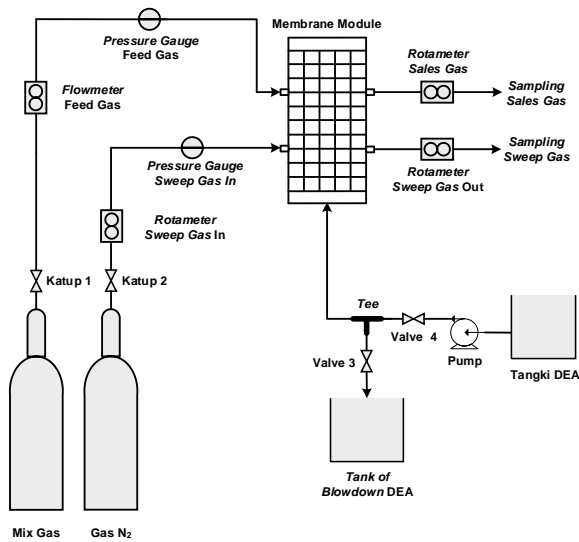 Membrane Module
Pressure Gauge
Feed Gas
Flowmeter
Feed Gas
Rotameter
Sales Gas
Sampling
Sales Gas
Pressure Gauge
Sweep Gas In
Rotameter
Sweep Gas Out
Sampling
Sweep Gas
Rotameter
Sweep Gas In
Katup 1
Katup 2
Tee
Valve 4
Pump
Valve 3
Tangki DEA
Tank of
Blowdown DEA
Mix Gas
Gas N₂